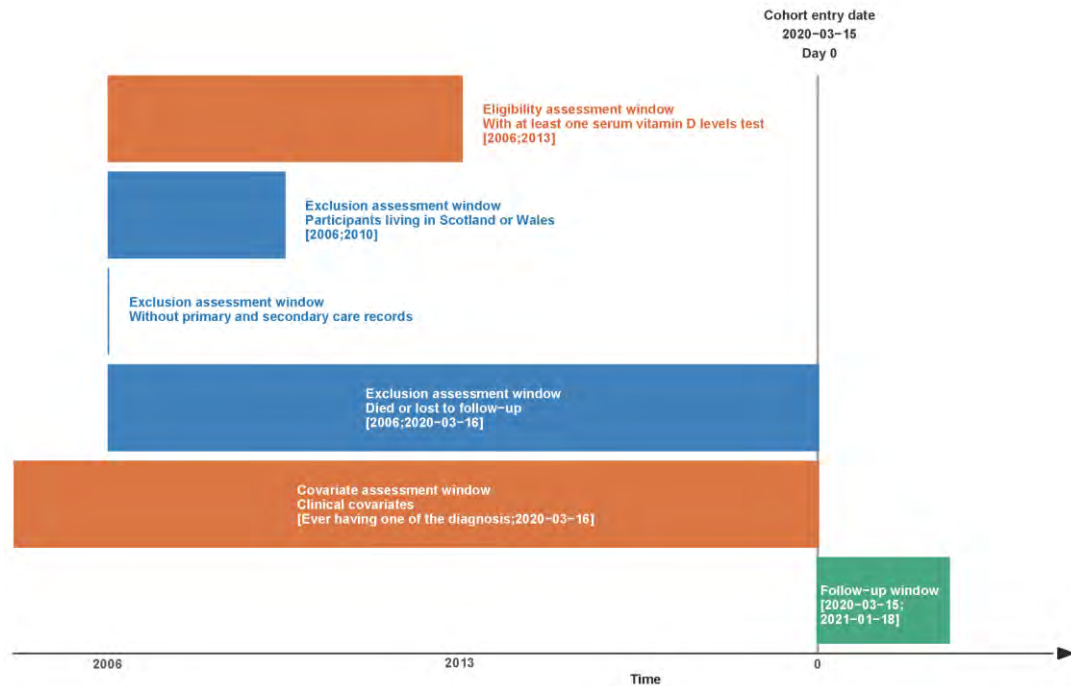 Cohort entry date
2020−03−15
Day 0
Eligibility assessment window
With at least one serum vitamin D levels test
[2006;2013]
Exclusion assessment window
Participants living in Scotland or Wales
[2006;2010]
Exclusion assessment window
Without primary and secondary care records
Exclusion assessment window
Died or lost to follow−up
[2006;2020−03−16]
Covariate assessment window
Clinical covariates
[Ever having one of the diagnosis;2020−03−16]
Follow−up window
[2020−03−15;
2021−01−18]
2006
2013
0
Time